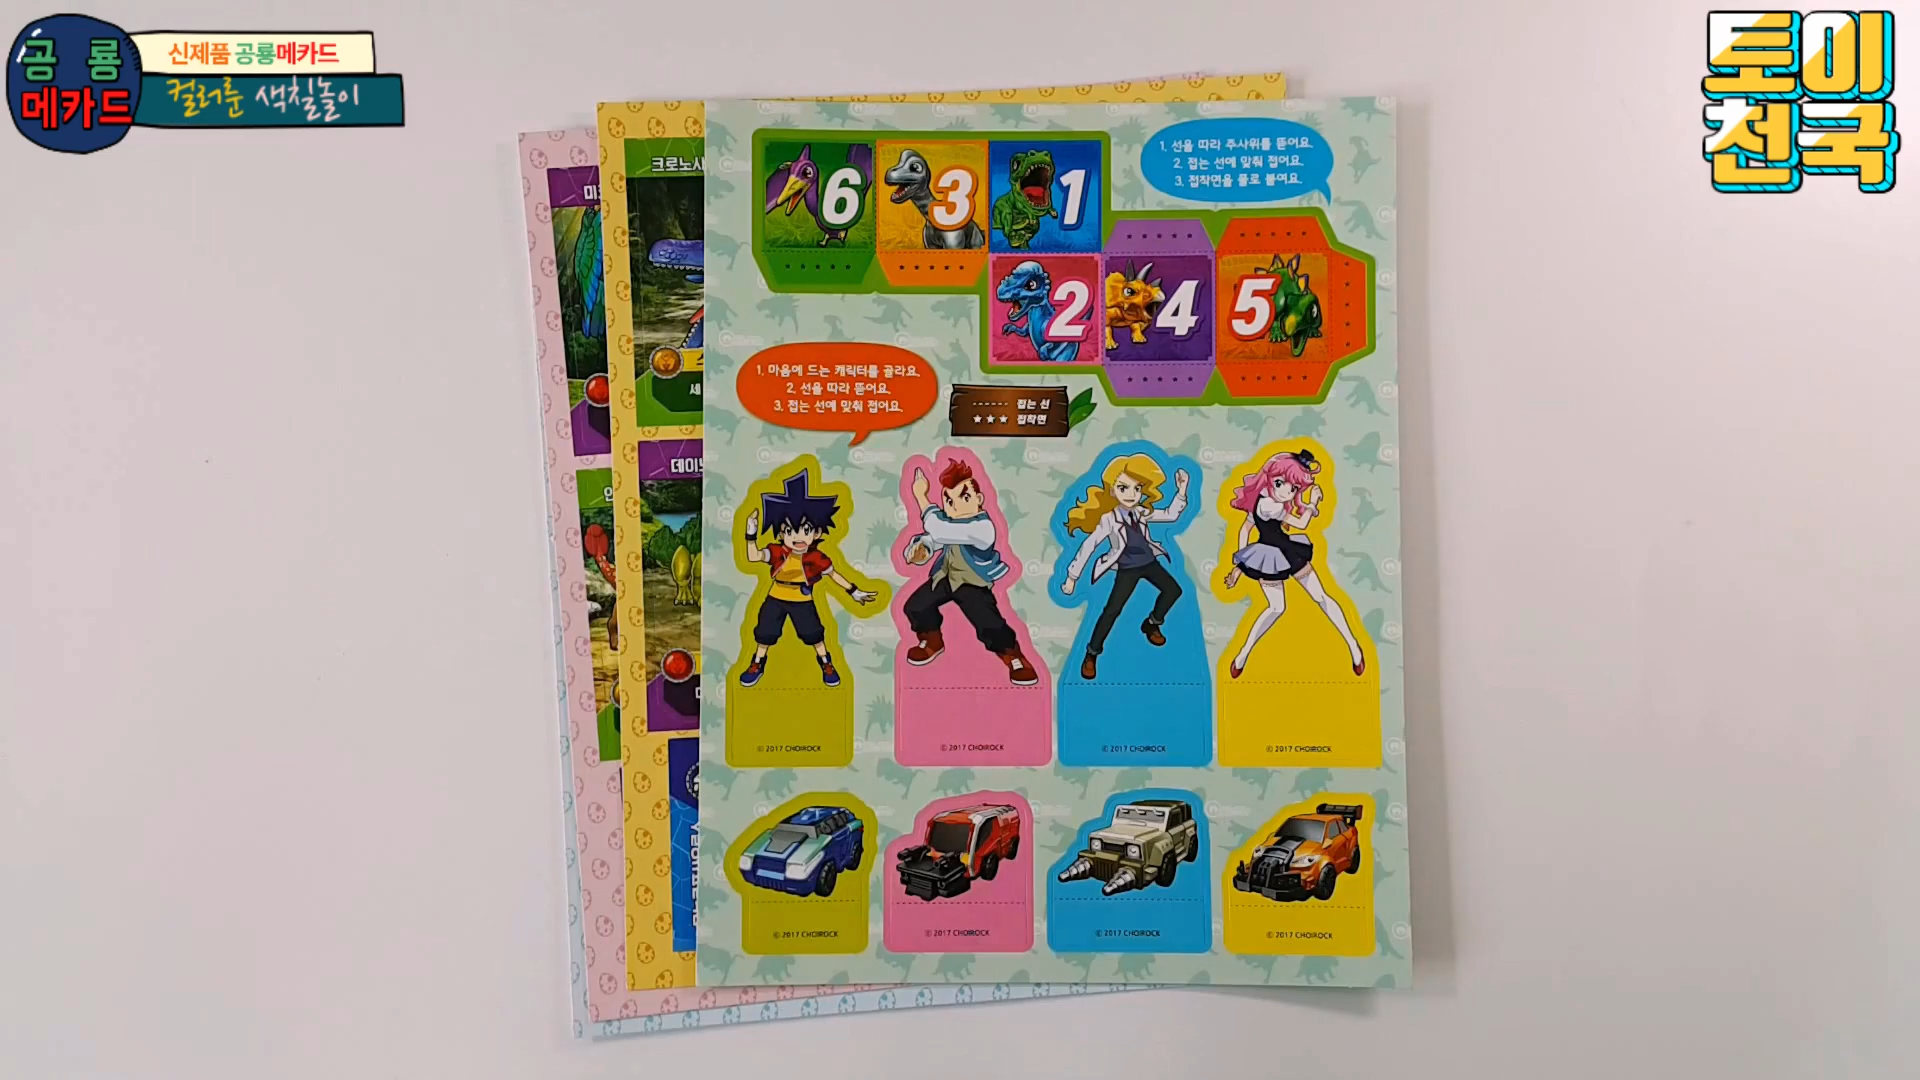 공룡
메카드
신제품 공룡메카드
컬러룬 색칠놀이
토이
천국
크로노사
데이노
6
3
1
2
4
5
1. 선을 따라 주사위를 뜯어요.
2. 접는 선에 맞춰 접어요.
3. 접착면을 풀로 붙여요.
1. 마음에 드는 캐릭터를 골라요.
2. 선을 따라 뜯어요.
3. 접는 선에 맞춰 접어요.
접는 선
접착면
© 2017 CHOIROCK
© 2017 CHOIROCK
© 2017 CHOIROCK
© 2017 CHOIROCK
© 2017 CHOIROCK
© 2017 CHOIROCK
© 2017 CHOIROCK
© 2017 CHOIROCK